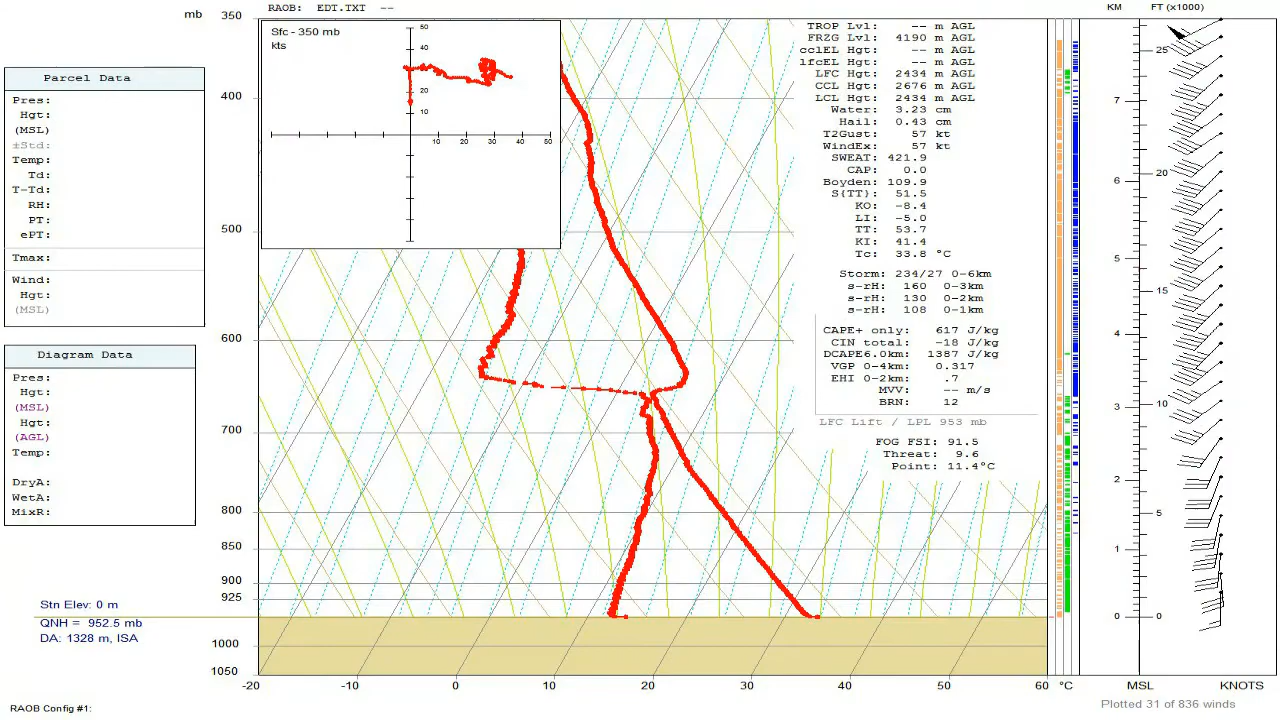 RAOB: EDT.TXT --
mb
Parcel Data
Pres:
Hgt:
(MSL)
±Std:
Temp:
Td:
T-Td:
RH:
PT:
ePT:
Tmax:
Wind:
Hgt:
(MSL)
Diagram Data
Pres:
Hgt:
(MSL)
Hgt:
(AGL)
Temp:
DryA:
WetA:
MixR:
Stn Elev: 0 m
QNH = 952.5 mb
DA: 1328 m, ISA
RAOB Config #1:
350
400
500
600
700
800
850
900
925
1000
1050
-20 -10 0 10 20 30 40 50 60 °C
Sfc - 350 mb
kts
50
40
20
10
10 20 30 40 50
TROP Lvl: -- m AGL
FRZG Lvl: 4190 m AGL
cclEL Hgt: -- m AGL
lfcEL Hgt: -- m AGL
LFC Hgt: 2434 m AGL
CCL Hgt: 2676 m AGL
LCL Hgt: 2434 m AGL
Water: 3.23 cm
Hail: 0.43 cm
T2Gust: 57 kt
WindEx: 57 kt
SWEAT: 421.9
CAP: 0.0
Boyden: 109.9
S{TT}: 51.5
KO: -8.4
LI: -5.0
TT: 53.7
KI: 41.4
Tc: 33.8 °C
Storm: 234/27 0-6km
s-rH: 160 0-3km
s-rH: 130 0-2km
s-rH: 108 0-1km
CAPE+ only: 617 J/kg
CIN total: -18 J/kg
DCAPE6.0km: 1387 J/kg
VGP 0-4km: 0.317
EHI 0-2km: .7
MVV: -- m/s
BRN: 12
LFC Lift / LPL 953 mb
FOG FSI: 91.5
Threat: 9.6
Point: 11.4°C
KM FT (x1000)
25
7
6
20
5
15
4
3
10
2
5
1
0 0
MSL KNOTS
Plotted 31 of 836 winds